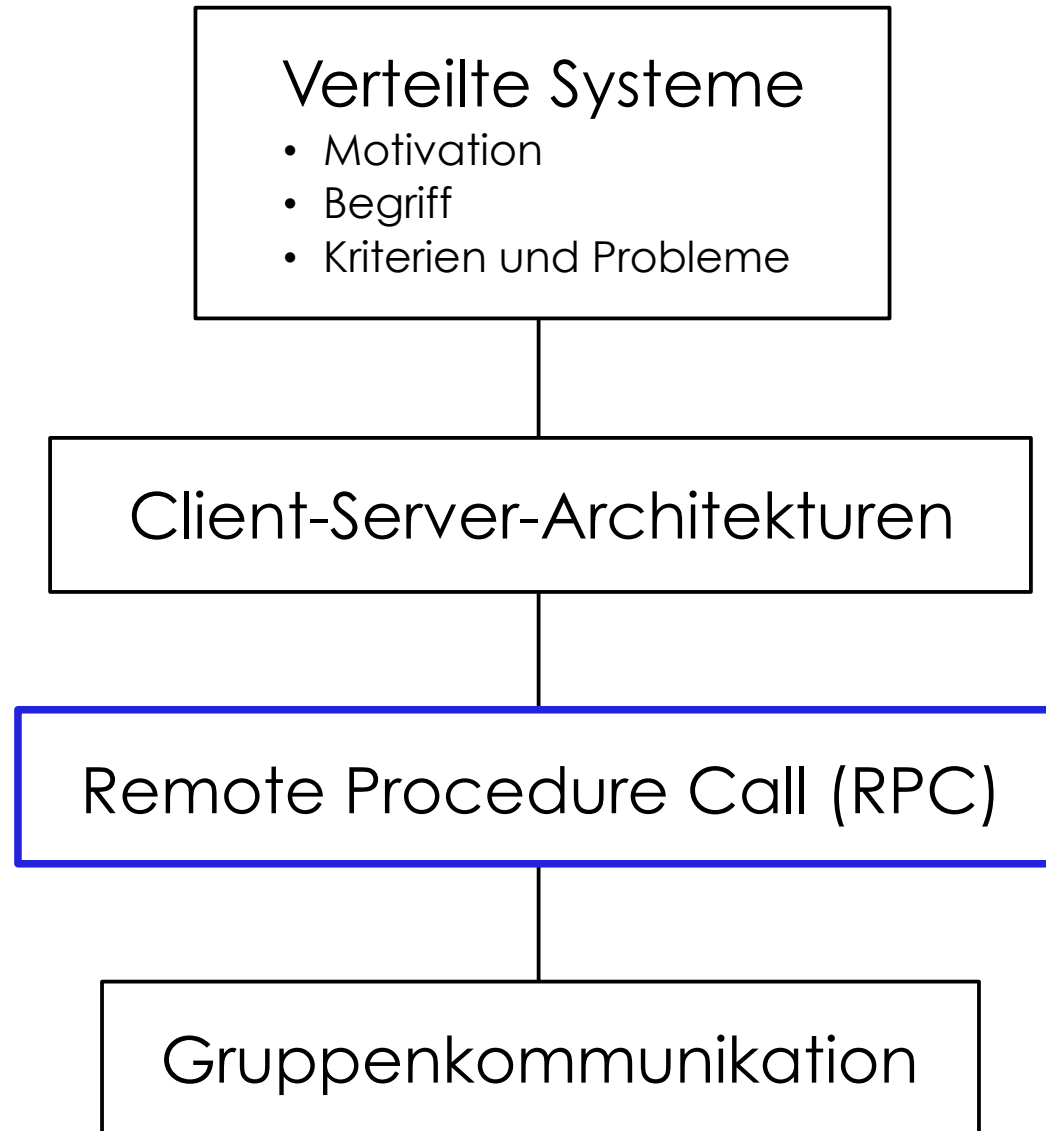 Verteilte Systeme
• Motivation
• Begriff
• Kriterien und Probleme
Client-Server-Architekturen
Remote Procedure Call (RPC)
Gruppenkommunikation